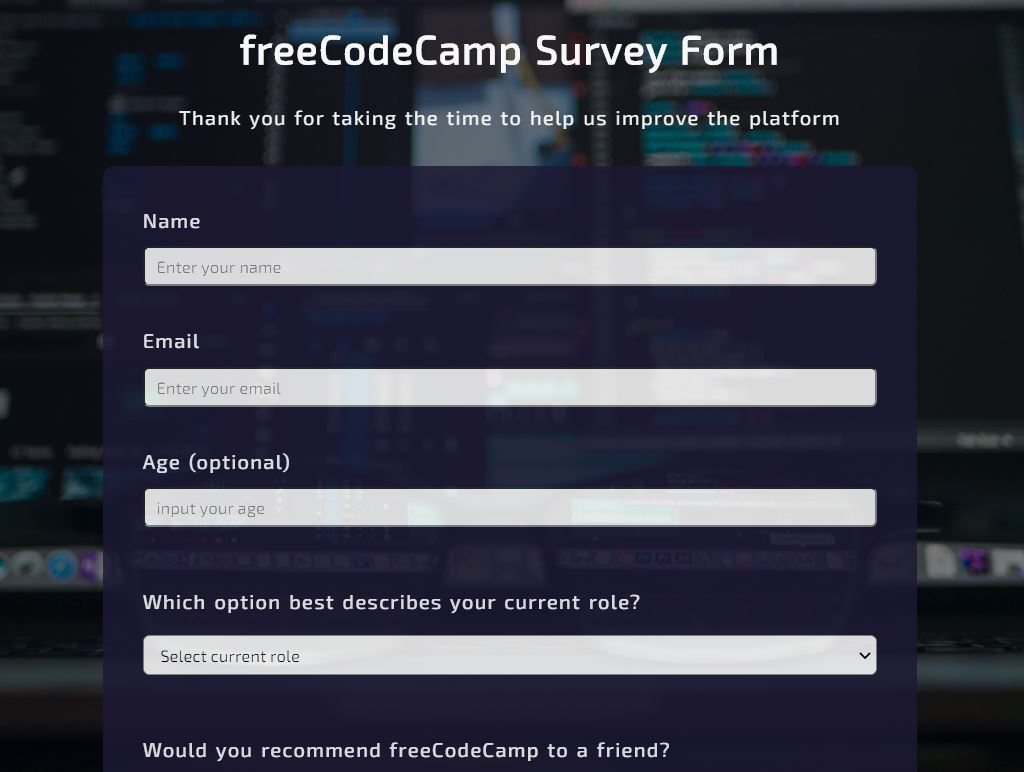 freeCodeCamp Survey Form
Thank you for taking the time to help us improve the platform
Name
Enter your name
Email
Enter your email
Age (optional)
input your age
Which option best describes your current role?
Select current role
Would you recommend freeCodeCamp to a friend?